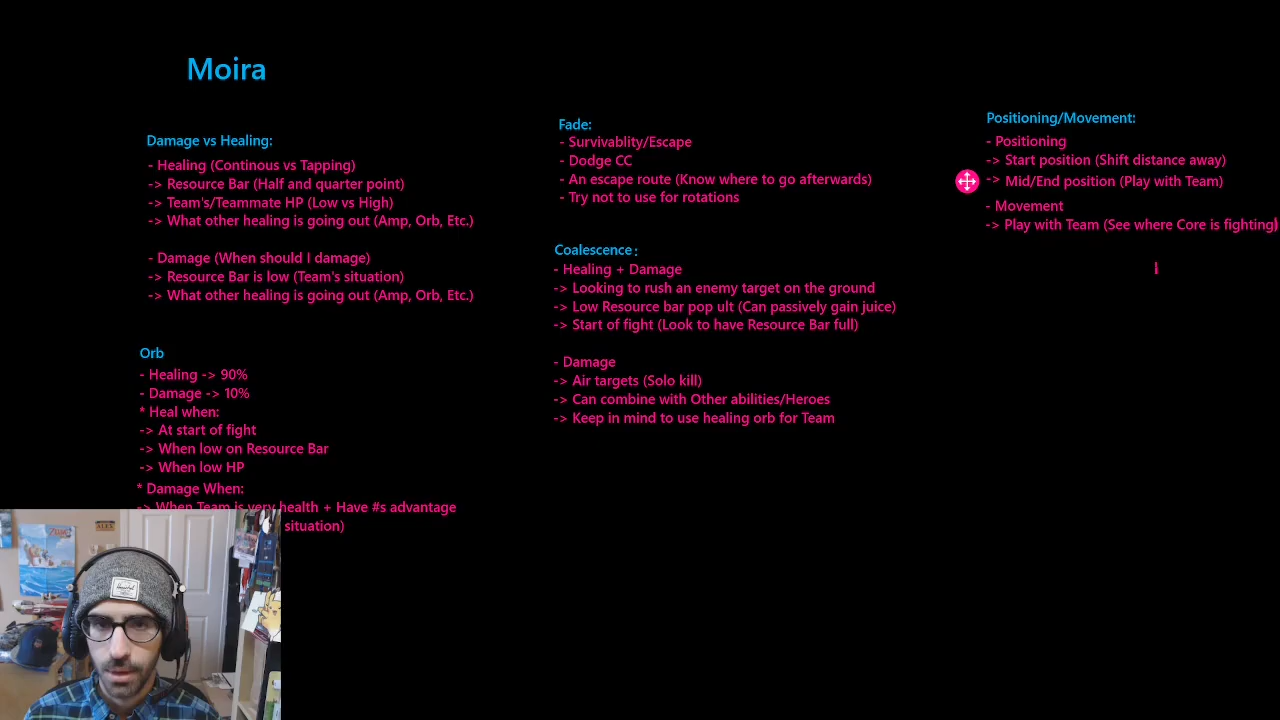 Moira
Damage vs Healing:
- Healing (Continous vs Tapping)
-> Resource Bar (Half and quarter point)
-> Team's/Teammate HP (Low vs High)
-> What other healing is going out (Amp, Orb, Etc.)
- Damage (When should I damage)
-> Resource Bar is low (Team's situation)
-> What other healing is going out (Amp, Orb, Etc.)
Orb
- Healing -> 90%
- Damage -> 10%
* Heal when:
-> At start of fight
-> When low on Resource Bar
-> When low HP
* Damage When:
-> When Team is very health + Have #s advantage
situation)
Fade:
- Survivablity/Escape
- Dodge CC
- An escape route (Know where to go afterwards)
- Try not to use for rotations
Coalescence:
- Healing + Damage
-> Looking to rush an enemy target on the ground
-> Low Resource bar pop ult (Can passively gain juice)
-> Start of fight (Look to have Resource Bar full)
- Damage
-> Air targets (Solo kill)
-> Can combine with Other abilities/Heroes
-> Keep in mind to use healing orb for Team
Positioning/Movement:
- Positioning
-> Start position (Shift distance away)
-> Mid/End position (Play with Team)
- Movement
-> Play with Team (See where Core is fighting)